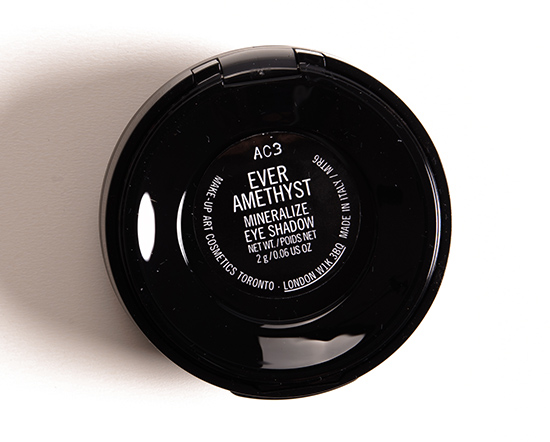 AC3
EVER
AMETHYST
MINERALIZE
EYE SHADOW
NET WT./POIDS NET
2 g/0.06 US OZ
MAKE-UP ART COSMETICS TORONTO · LONDON W1K 3BQ MADE IN ITALY / MTR6